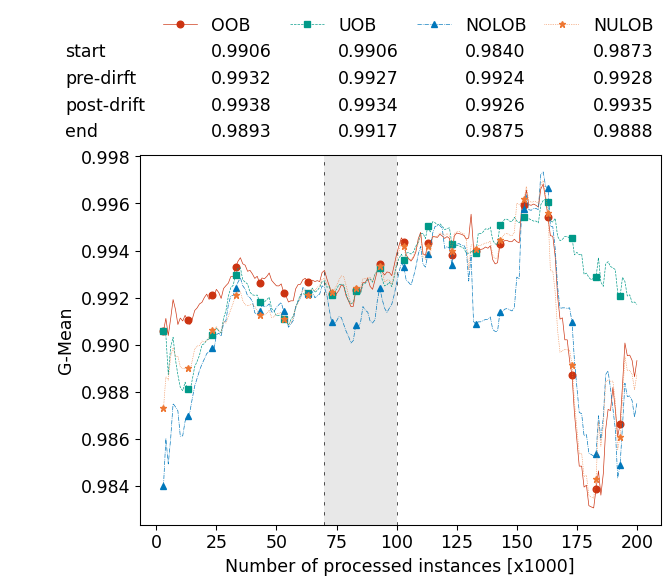 OOB UOB NOLOB NULOB
start 0.9906 0.9906 0.9840 0.9873
pre-dirft 0.9932 0.9927 0.9924 0.9928
post-drift 0.9938 0.9934 0.9926 0.9935
end 0.9893 0.9917 0.9875 0.9888
0.998
0.996
0.994
0.992
0.990
0.988
0.986
0.984
G-Mean
0 25 50 75 100 125 150 175 200
Number of processed instances [x1000]